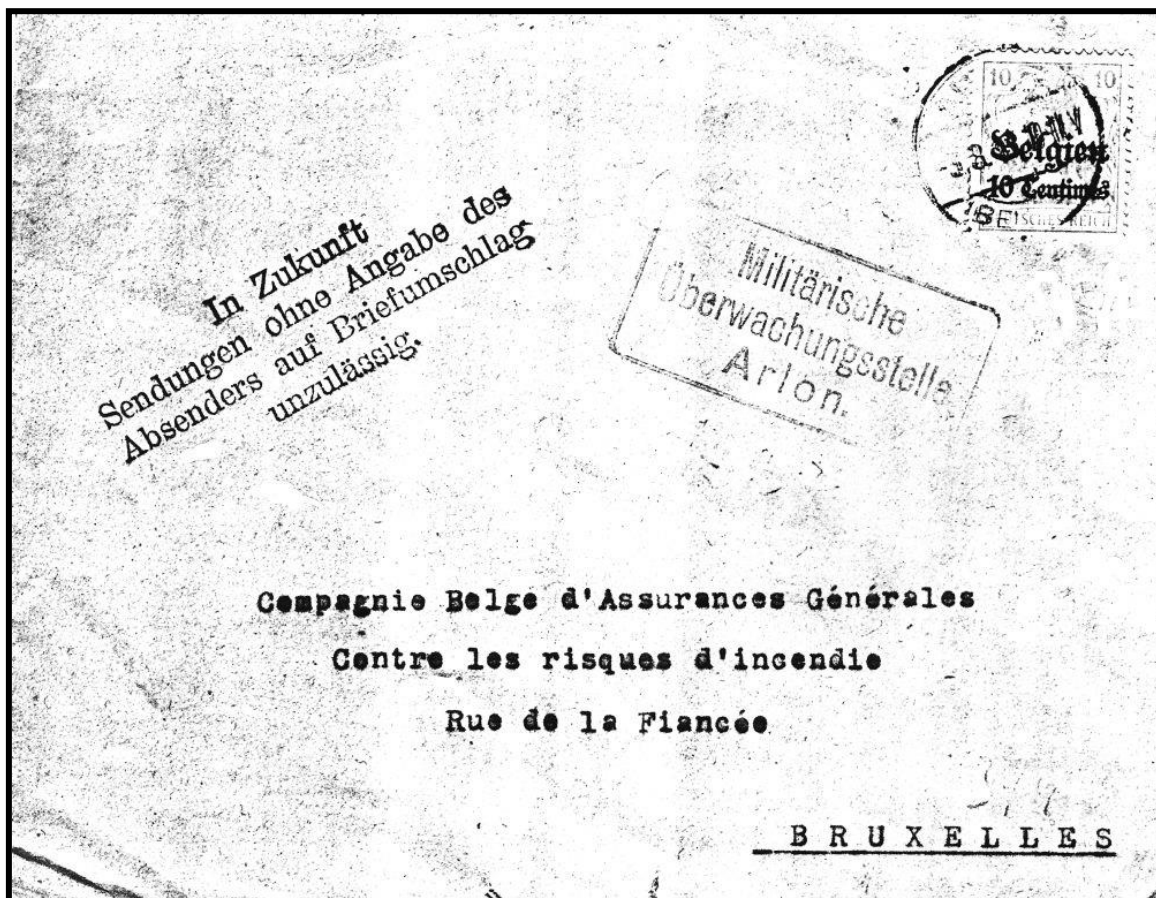 10 10
Belgien
10 Centimes
DEUTSCHES REICH
In Zukunft
Sendungen ohne Angabe des
Absenders auf Briefumschlag
unzulässig.
Militärische
Überwachungsstelle
Arlon.
Compagnie Belge d'Assurances Générales
Contre les risques d'incendie
Rue de la Fiancée
BRUXELLES